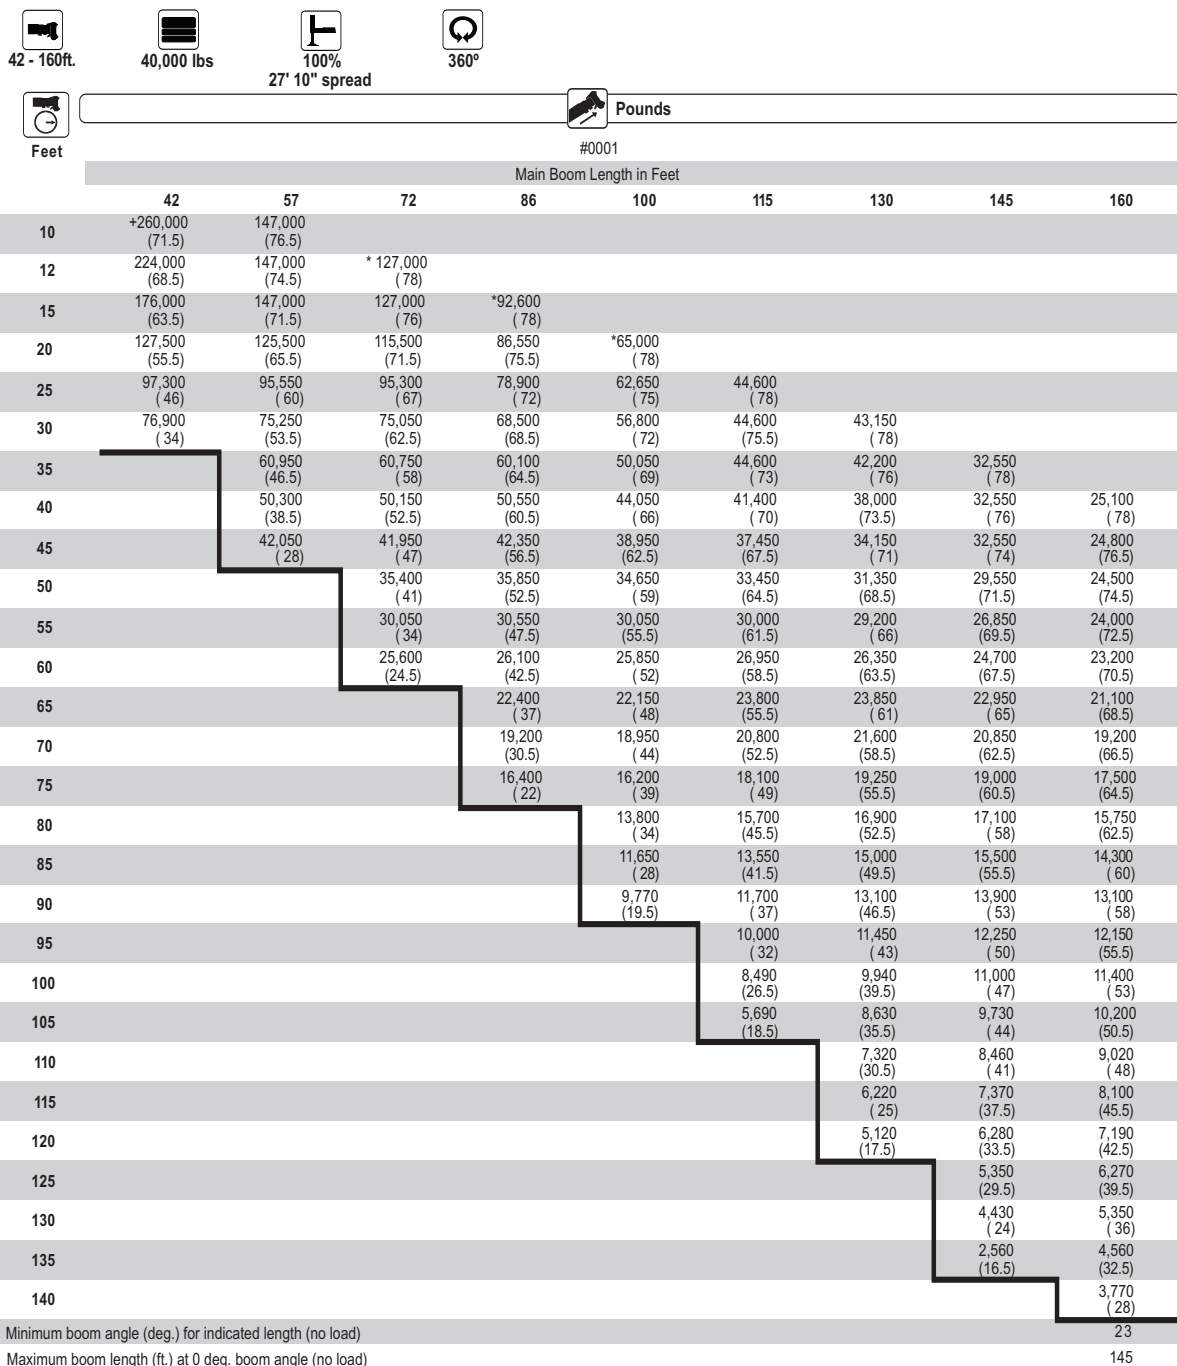 42 - 160ft. 40,000 lbs 100% 360º
27' 10" spread
Pounds
Feet #0001
Main Boom Length in Feet
42 57 72 86 100 115 130 145 160
10 +260,000 147,000
(71.5) (76.5)
12 224,000 147,000 * 127,000
(68.5) (74.5) ( 78)
15 176,000 147,000 127,000 *92,600
(63.5) (71.5) ( 76) ( 78)
20 127,500 125,500 115,500 86,550 *65,000
(55.5) (65.5) (71.5) (75.5) ( 78)
25 97,300 95,550 95,300 78,900 62,650 44,600
( 46) ( 60) ( 67) ( 72) ( 75) ( 78)
30 76,900 75,250 75,050 68,500 56,800 44,600 43,150
( 34) (53.5) (62.5) (68.5) ( 72) (75.5) ( 78)
35 60,950 60,750 60,100 50,050 44,600 42,200 32,550
(46.5) ( 58) (64.5) ( 69) ( 73) ( 76) ( 78)
40 50,300 50,150 50,550 44,050 41,400 38,000 32,550 25,100
(38.5) (52.5) (60.5) ( 66) ( 70) (73.5) ( 76) ( 78)
45 42,050 41,950 42,350 38,950 37,450 34,150 32,550 24,800
( 28) ( 47) (56.5) (62.5) (67.5) ( 71) ( 74) (76.5)
50 35,400 35,850 34,650 33,450 31,350 29,550 24,500
( 41) (52.5) ( 59) (64.5) (68.5) (71.5) (74.5)
55 30,050 30,550 30,050 30,000 29,200 26,850 24,000
( 34) (47.5) (55.5) (61.5) ( 66) (69.5) (72.5)
60 25,600 26,100 25,850 26,950 26,350 24,700 23,200
(24.5) (42.5) ( 52) (58.5) (63.5) (67.5) (70.5)
65 22,400 22,150 23,800 23,850 22,950 21,100
( 37) ( 48) (55.5) ( 61) ( 65) (68.5)
70 19,200 18,950 20,800 21,600 20,850 19,200
(30.5) ( 44) (52.5) (58.5) (62.5) (66.5)
75 16,400 16,200 18,100 19,250 19,000 17,500
( 22) ( 39) ( 49) (55.5) (60.5) (64.5)
80 13,800 15,700 16,900 17,100 15,750
( 34) (45.5) (52.5) ( 58) (62.5)
85 11,650 13,550 15,000 15,500 14,300
( 28) (41.5) (49.5) (55.5) ( 60)
90 9,770 11,700 13,100 13,900 13,100
(19.5) ( 37) (46.5) ( 53) ( 58)
95 10,000 11,450 12,250 12,150
( 32) ( 43) ( 50) (55.5)
100 8,490 9,940 11,000 11,400
(26.5) (39.5) ( 47) ( 53)
105 5,690 8,630 9,730 10,200
(18.5) (35.5) ( 44) (50.5)
110 7,320 8,460 9,020
(30.5) ( 41) ( 48)
115 6,220 7,370 8,100
( 25) (37.5) (45.5)
120 5,120 6,280 7,190
(17.5) (33.5) (42.5)
125 5,350 6,270
(29.5) (39.5)
130 4,430 5,350
( 24) ( 36)
135 2,560 4,560
(16.5) (32.5)
140 3,770
( 28)
Minimum boom angle (deg.) for indicated length (no load) 23
Maximum boom length (ft.) at 0 deg. boom angle (no load) 145